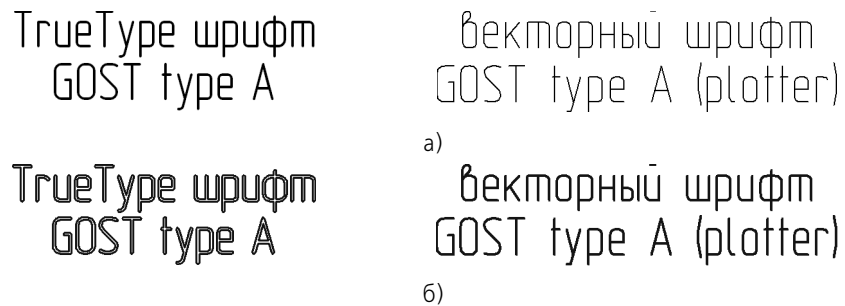 TrueType шрифт
GOST type A
векторный шрифт
GOST type A (plotter)
а)
TrueType шрифт
GOST type A
векторный шрифт
GOST type A (plotter)
б)